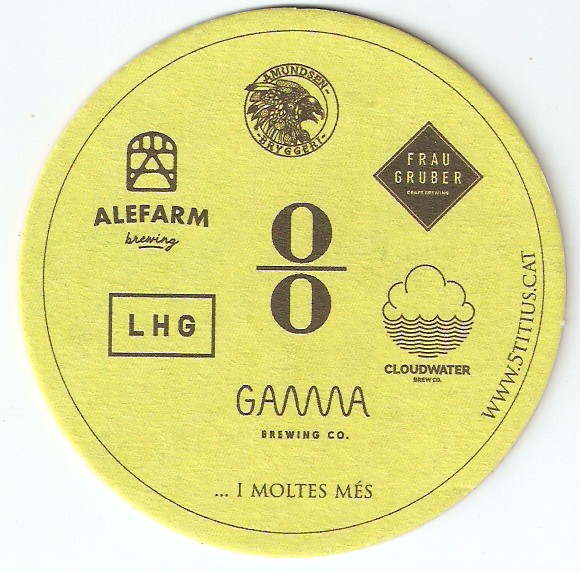 ÅMUNDSEN
BRYGGERI
ALEFARM
brewing
FRAU
GRUBER
CRAFT BREWING
O
O
LHG
CLOUDWATER
BREW CO.
GAMMA
BREWING CO.
... I MOLTES MÉS
WWW.5TITIUS.CAT